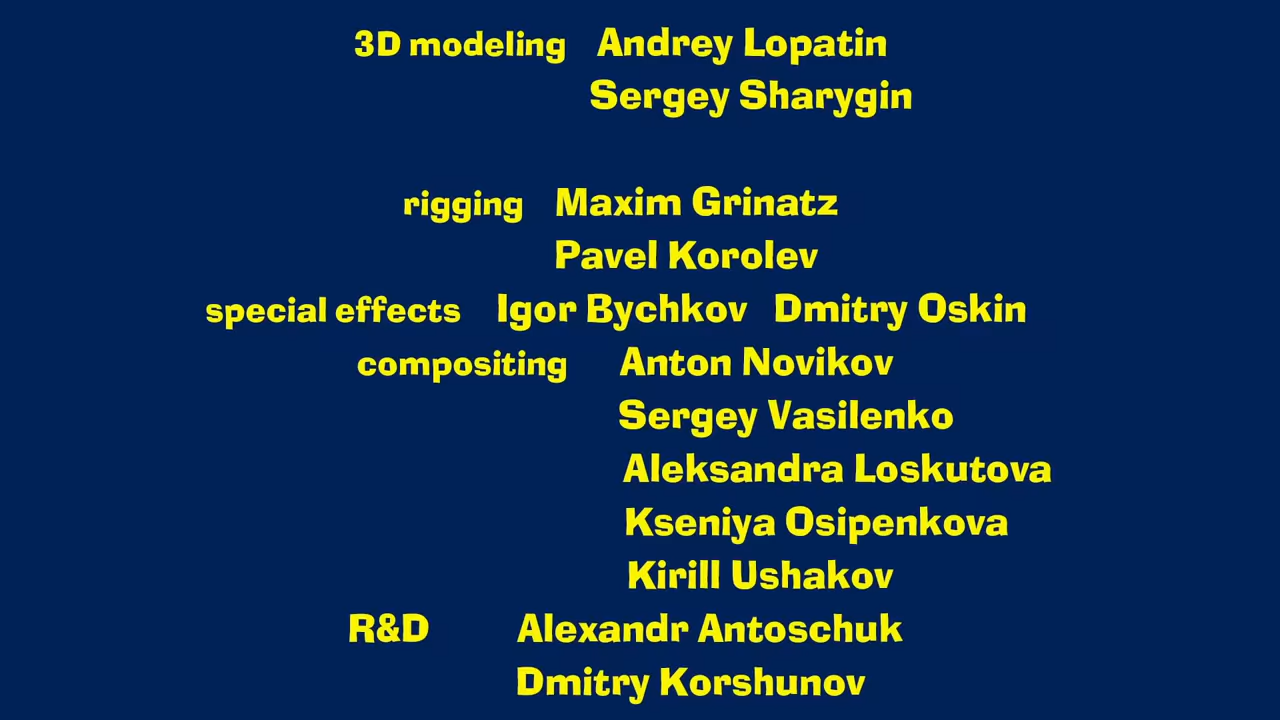 3D modeling Andrey Lopatin
Sergey Sharygin
rigging Maxim Grinatz
Pavel Korolev
special effects Igor Bychkov Dmitry Oskin
compositing Anton Novikov
Sergey Vasilenko
Aleksandra Loskutova
Kseniya Osipenkova
Kirill Ushakov
R&D Alexandr Antoschuk
Dmitry Korshunov